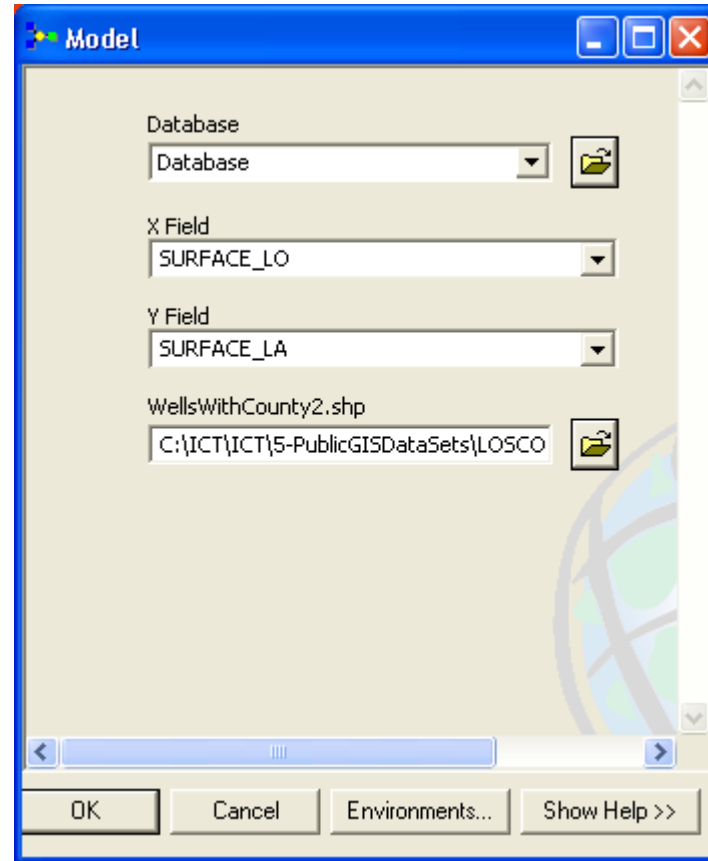 Model
Database
Database
X Field
SURFACE_LO
Y Field
SURFACE_LA
WellsWithCounty2.shp
C:\ICT\ICT\5-PublicGISDataSets\LOSCO
OK
Cancel
Environments...
Show Help >>